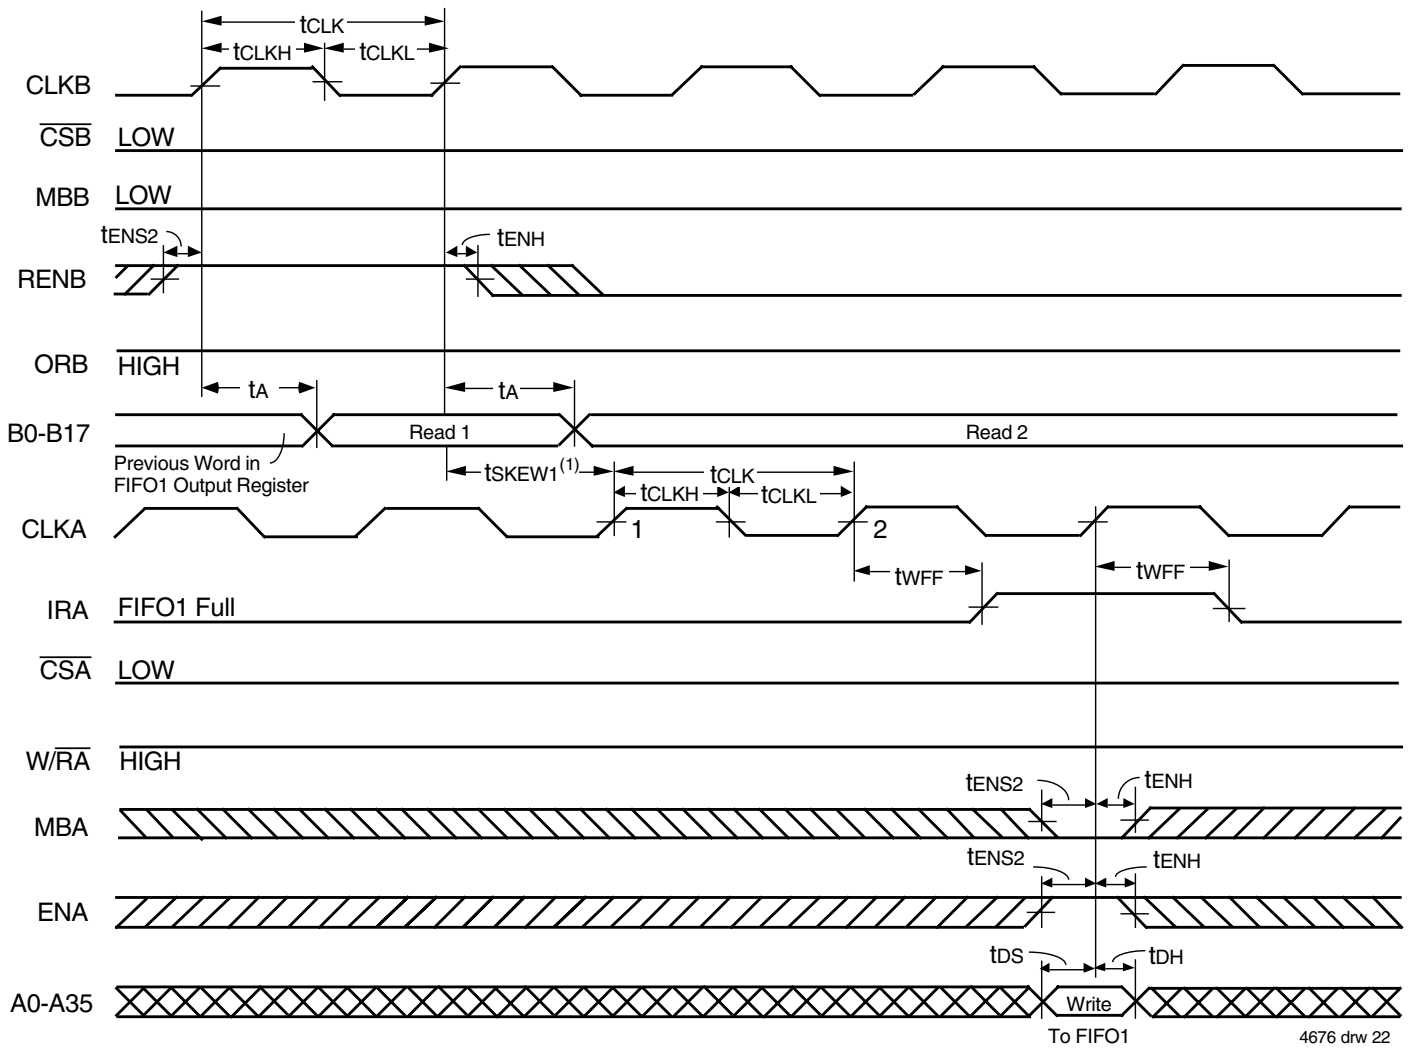 tCLK
tCLKH
tCLKL
CLKB
CSB LOW
MBB LOW
tENS2
tENH
RENB
ORB HIGH
tA
tA
B0-B17
Read 1
Read 2
Previous Word in
FIFO1 Output Register
tSKEW1(1)
tCLK
tCLKH
tCLKL
CLKA
1
2
tWFF
tWFF
IRA FIFO1 Full
CSA LOW
W/RA HIGH
tENS2
tENH
MBA
tENS2
tENH
ENA
tDS
tDH
A0-A35
Write
To FIFO1
4676 drw 22